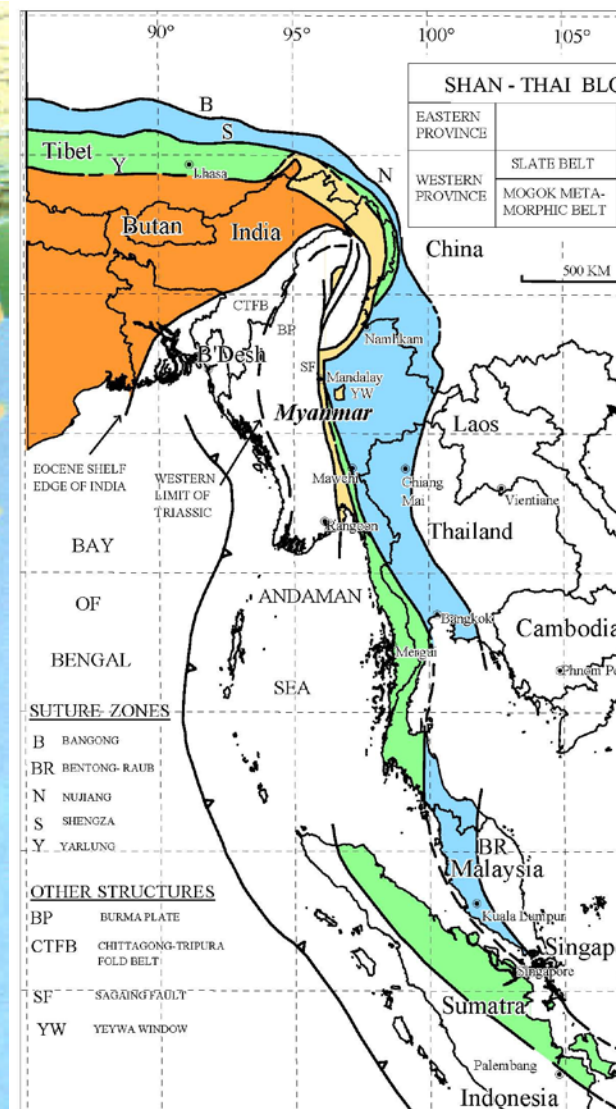 90°
95°
100°
105°
SHAN - THAI BLO
EASTERN
PROVINCE
WESTERN
PROVINCE
SLATE BELT
MOGOK META-
MORPHIC BELT
B
S
Tibet
Y
Lhasa
N
Butan
India
China
500 KM
CTFB
BP
B'Desh
Namhkam
SF
Mandalay
YW
Myanmar
Laos
EOCENE SHELF
EDGE OF INDIA
WESTERN
LIMIT OF
TRIASSIC
Mawchi
Chiang
Mai
Vientiane
Rangoon
Thailand
BAY
OF
BENGAL
ANDAMAN
SEA
Bangkok
Cambodia
Mergui
Phnom Pe
SUTURE ZONES
B BANGONG
BR BENTONG- RAUB
N NUJIANG
S SHENGZA
Y YARLUNG
BR
Malaysia
Kuala Lumpur
OTHER STRUCTURES
BP BURMA PLATE
CTFB CHITTAGONG-TRIPURA
FOLD BELT
SF SAGAING FAULT
YW YEYWA WINDOW
Singap
Singapore
Sumatra
Palembang
Indonesia